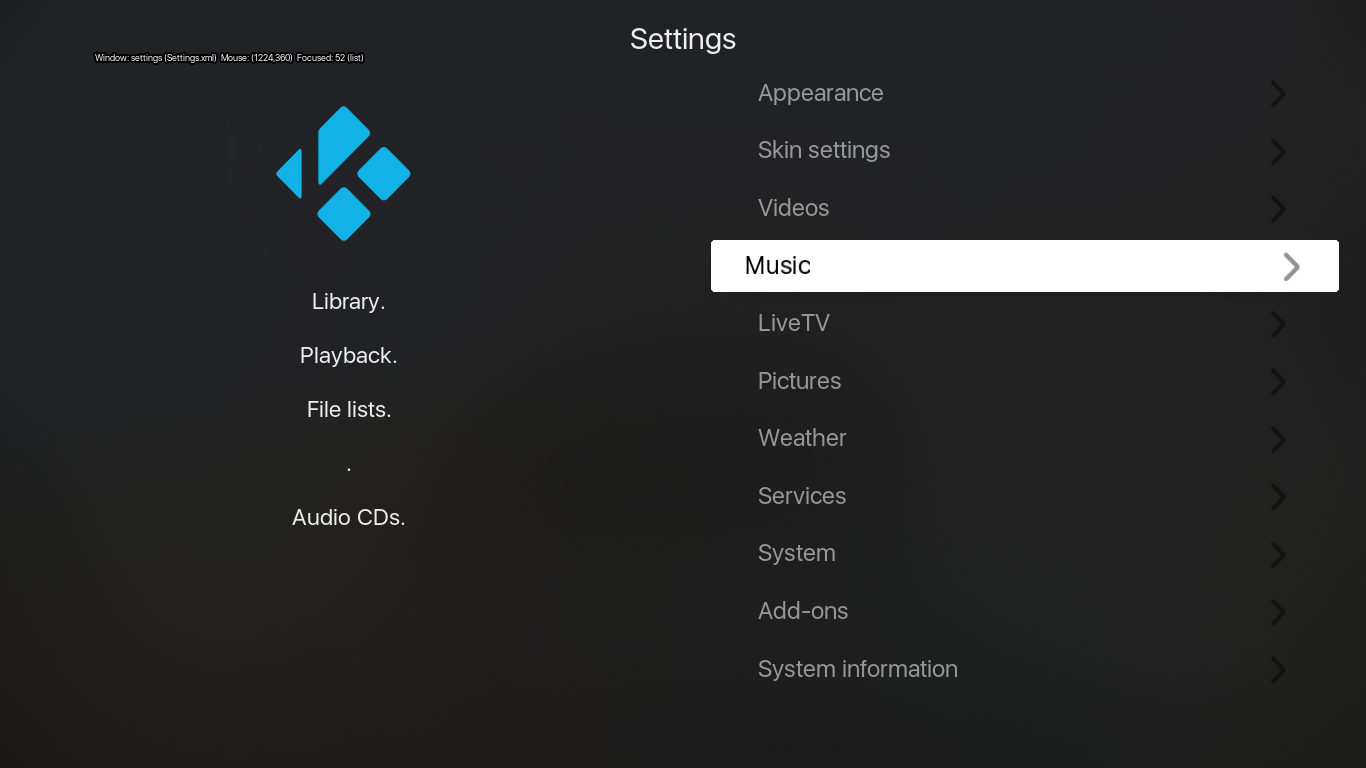 Settings
Window: settings (Settings.xml) Mouse: (1224,360) Focused: 52 (list)
Library.
Playback.
File lists.
.
Audio CDs.
Appearance
Skin settings
Videos
Music
LiveTV
Pictures
Weather
Services
System
Add-ons
System information